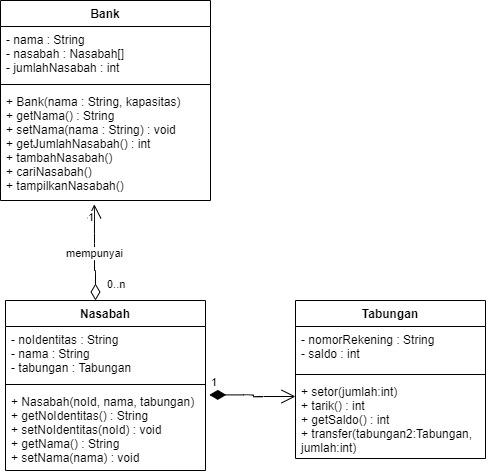 Bank
- nama : String
- nasabah : Nasabah[]
- jumlahNasabah : int
+ Bank(nama : String, kapasitas)
+ getNama() : String
+ setNama(nama : String) : void
+ getJumlahNasabah() : int
+ tambahNasabah()
+ cariNasabah()
+ tampilkanNasabah()
1
mempunyai
0..n
Nasabah
- noIdentitas : String
- nama : String
- tabungan : Tabungan
+ Nasabah(noId, nama, tabungan)
+ getNoIdentitas() : String
+ setNoIdentitas(noId) : void
+ getNama() : String
+ setNama(nama) : void
1
Tabungan
- nomorRekening : String
- saldo : int
+ setor(jumlah:int)
+ tarik() : int
+ getSaldo() : int
+ transfer(tabungan2:Tabungan,
jumlah:int)